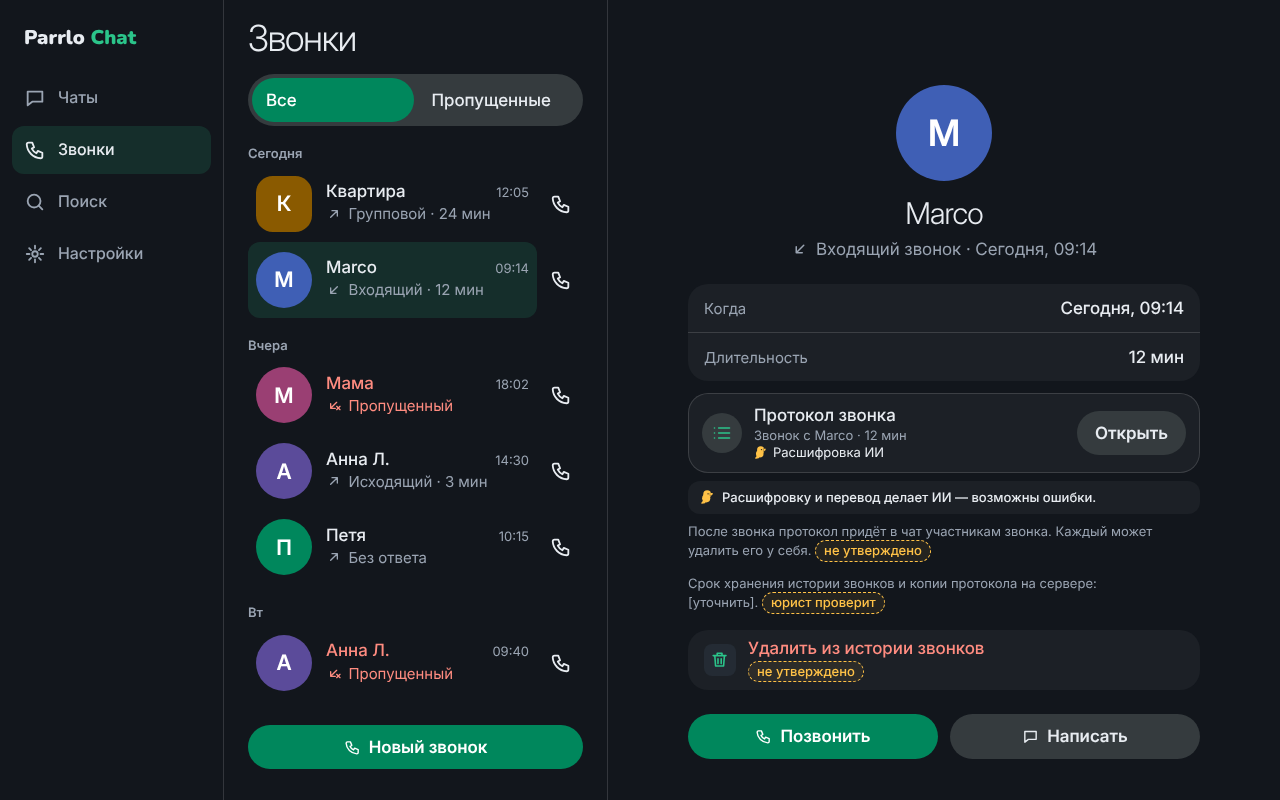 Parrlo Chat
Чаты
Звонки
Поиск
Настройки
Звонки
Все
Пропущенные
Сегодня
К
Квартира
12:05
Групповой · 24 мин
M
Marco
09:14
Входящий · 12 мин
Вчера
М
Мама
18:02
Пропущенный
А
Анна Л.
14:30
Исходящий · 3 мин
П
Петя
10:15
Без ответа
Вт
А
Анна Л.
09:40
Пропущенный
Новый звонок
M
Marco
Входящий звонок · Сегодня, 09:14
Когда
Сегодня, 09:14
Длительность
12 мин
Протокол звонка
Звонок с Marco · 12 мин
Расшифровка ИИ
Открыть
Расшифровку и перевод делает ИИ — возможны ошибки.
После звонка протокол придёт в чат участникам звонка. Каждый может
удалить его у себя. не утверждено
Срок хранения истории звонков и копии протокола на сервере:
[уточнить]. юрист проверит
Удалить из истории звонков
не утверждено
Позвонить
Написать